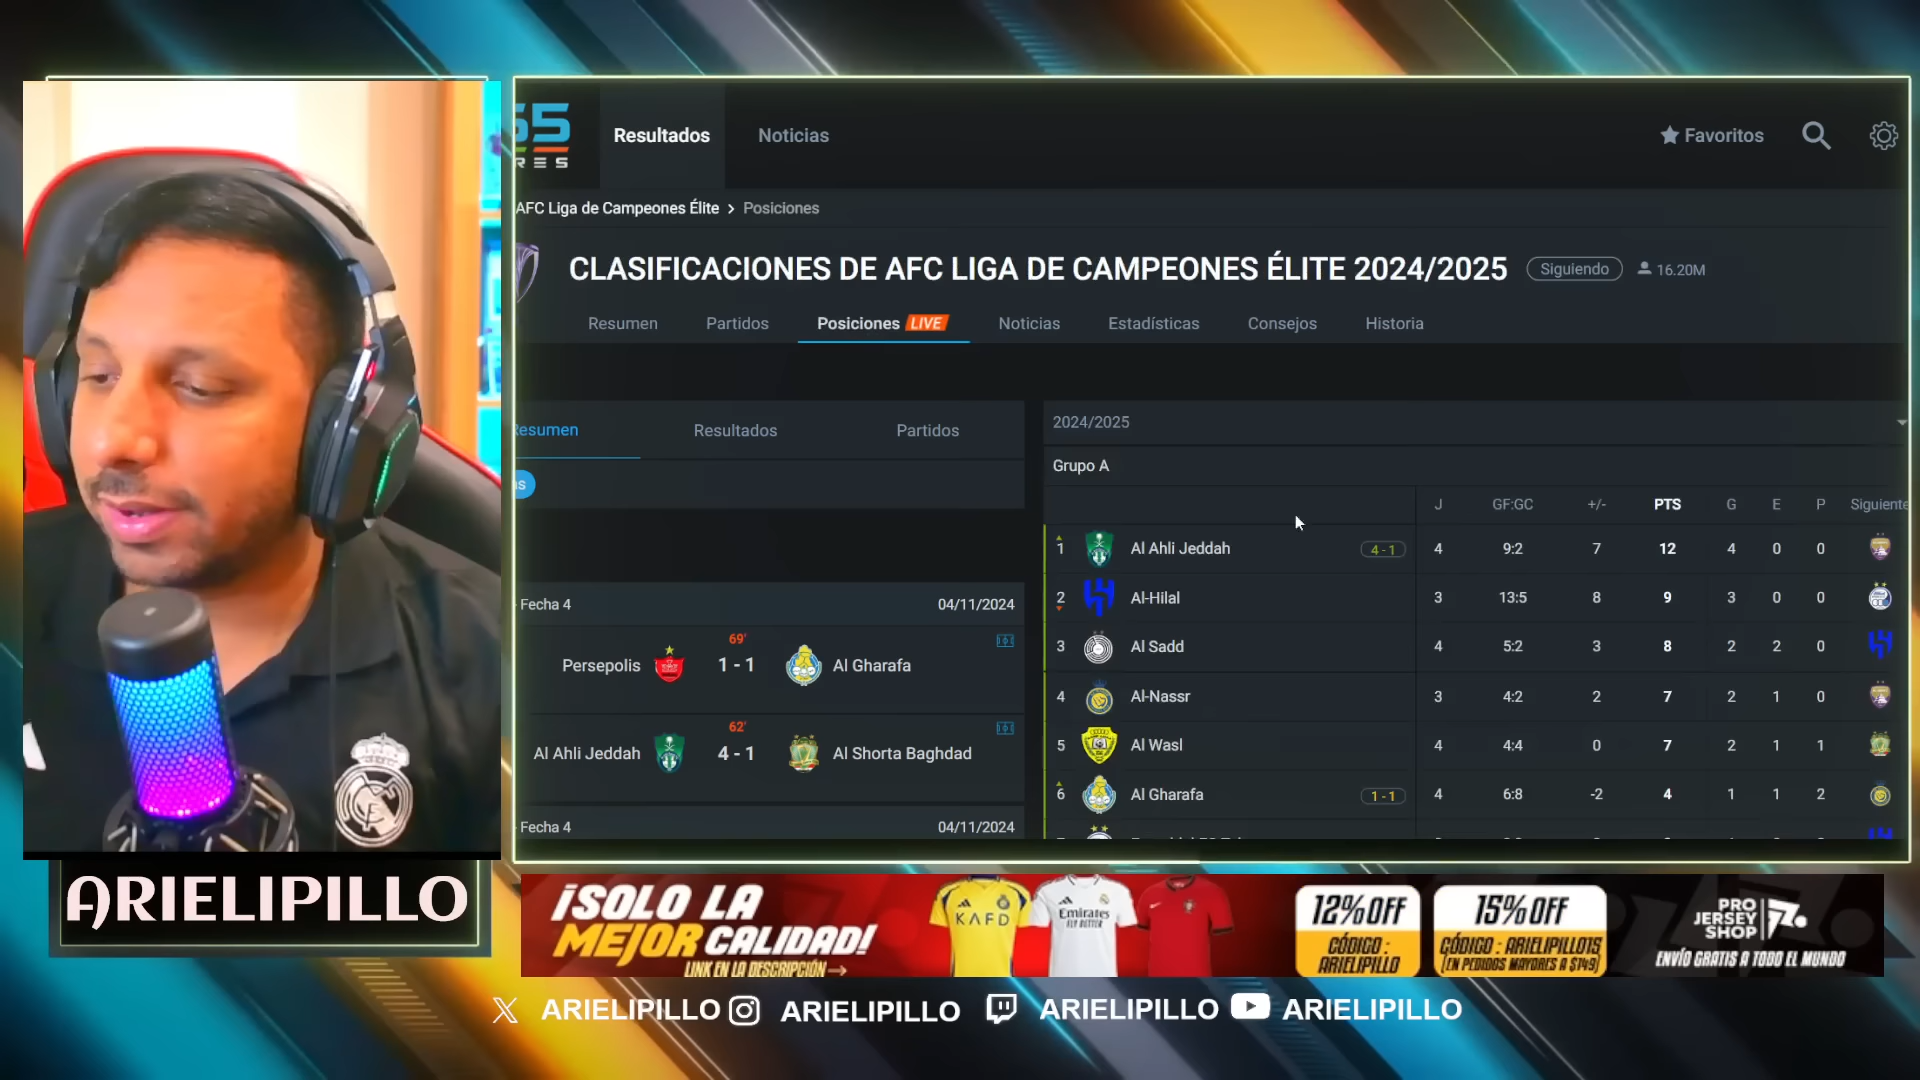 65
RES
Resultados
Noticias
Favoritos
AFC Liga de Campeones Élite > Posiciones
CLASIFICACIONES DE AFC LIGA DE CAMPEONES ÉLITE 2024/2025
Siguiendo
16.20M
Resumen
Partidos
Posiciones LIVE
Noticias
Estadísticas
Consejos
Historia
Resumen
Resultados
Partidos
as
Fecha 4
04/11/2024
69'
Persepolis 1 - 1 Al Gharafa
62'
Al Ahli Jeddah 4 - 1 Al Shorta Baghdad
Fecha 4
04/11/2024
2024/2025
Grupo A
J GF:GC +/- PTS G E P Siguiente
1 Al Ahli Jeddah 4 - 1 4 9:2 7 12 4 0 0
2 Al-Hilal 3 13:5 8 9 3 0 0
3 Al Sadd 4 5:2 3 8 2 2 0
4 Al-Nassr 3 4:2 2 7 2 1 0
5 Al Wasl 4 4:4 0 7 2 1 1
6 Al Gharafa 1 - 1 4 6:8 -2 4 1 1 2
ARIELIPILLO
¡SOLO LA
MEJOR CALIDAD!
LINK EN LA DESCRIPCIÓN
KAFD
Emirates
FLY BETTER
12% OFF
CÓDIGO :
ARIELIPILLO
15% OFF
CÓDIGO : ARIELIPILLO15
(EN PEDIDOS MAYORES A $149)
PRO
JERSEY
SHOP
ENVÍO GRATIS A TODO EL MUNDO
ARIELIPILLO
ARIELIPILLO
ARIELIPILLO
ARIELIPILLO